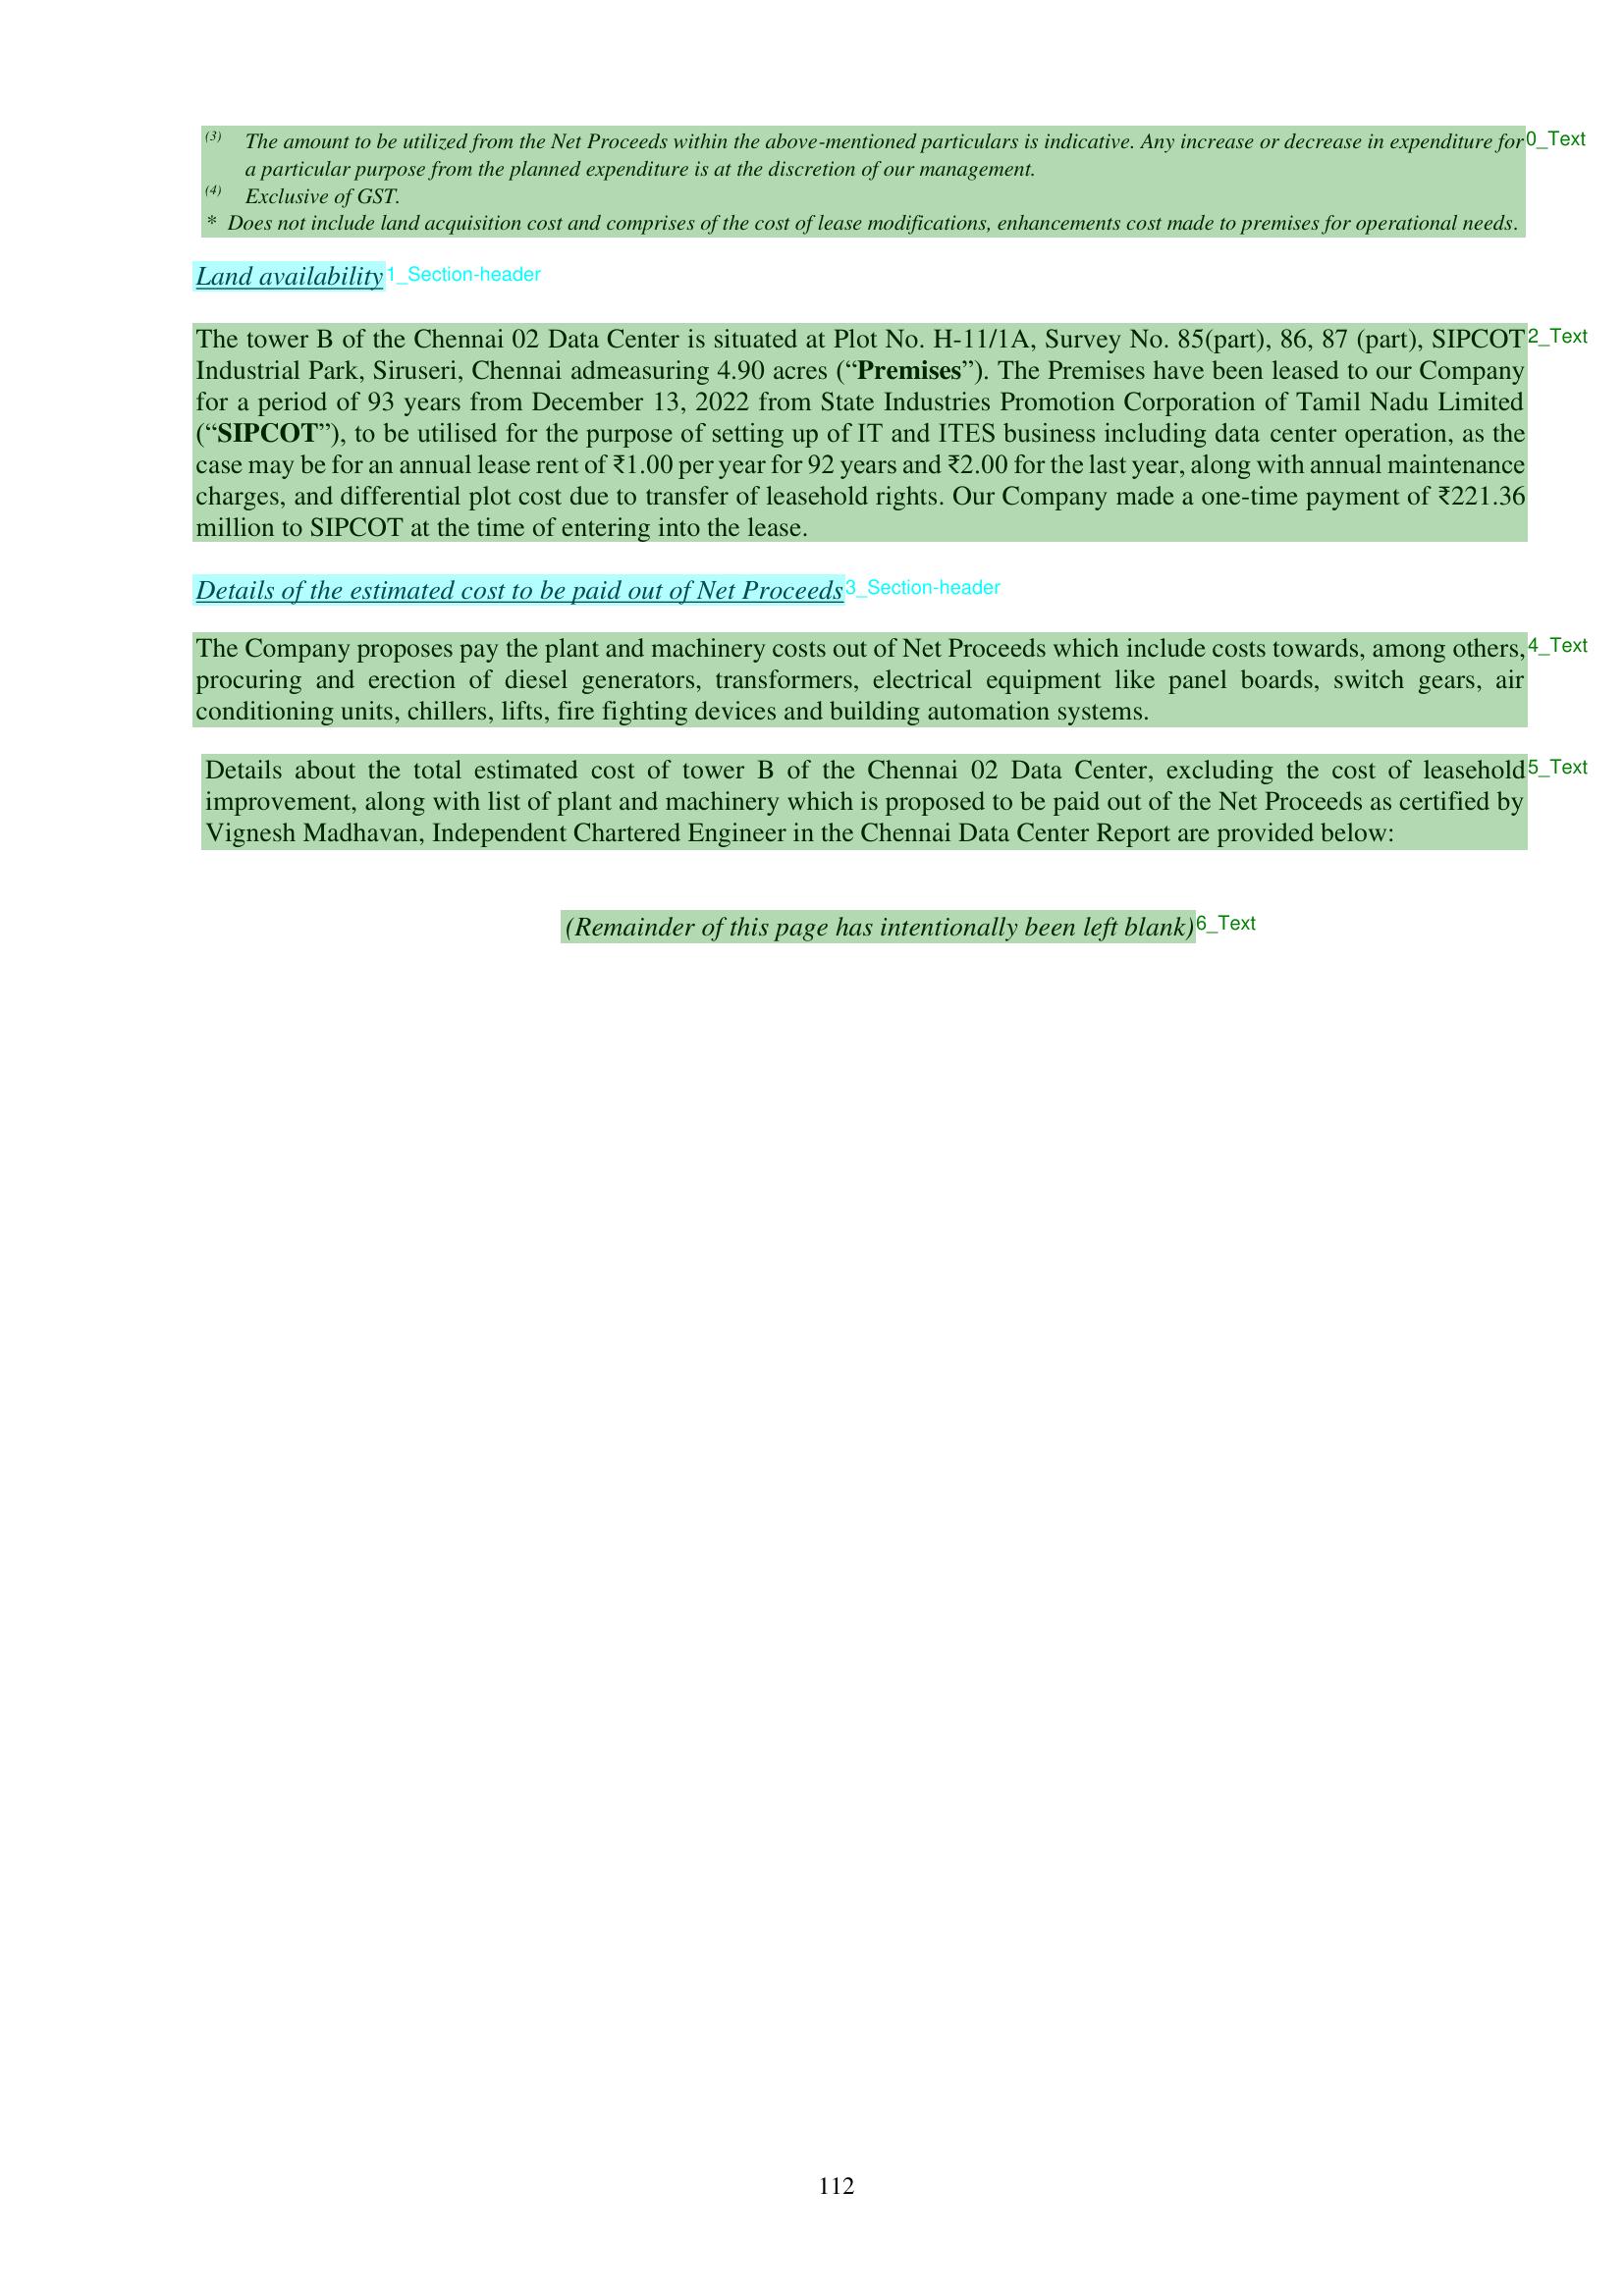 (3) The amount to be utilized from the Net Proceeds within the above-mentioned particulars is indicative. Any increase or decrease in expenditure for 0_Text
a particular purpose from the planned expenditure is at the discretion of our management.
(4) Exclusive of GST.
* Does not include land acquisition cost and comprises of the cost of lease modifications, enhancements cost made to premises for operational needs.
Land availability 1_Section-header
The tower B of the Chennai 02 Data Center is situated at Plot No. H-11/1A, Survey No. 85(part), 86, 87 (part), SIPCOT 2_Text
Industrial Park, Siruseri, Chennai admeasuring 4.90 acres (“Premises”). The Premises have been leased to our Company
for a period of 93 years from December 13, 2022 from State Industries Promotion Corporation of Tamil Nadu Limited
(“SIPCOT”), to be utilised for the purpose of setting up of IT and ITES business including data center operation, as the
case may be for an annual lease rent of ₹1.00 per year for 92 years and ₹2.00 for the last year, along with annual maintenance
charges, and differential plot cost due to transfer of leasehold rights. Our Company made a one-time payment of ₹221.36
million to SIPCOT at the time of entering into the lease.
Details of the estimated cost to be paid out of Net Proceeds 3_Section-header
The Company proposes pay the plant and machinery costs out of Net Proceeds which include costs towards, among others, 4_Text
procuring and erection of diesel generators, transformers, electrical equipment like panel boards, switch gears, air
conditioning units, chillers, lifts, fire fighting devices and building automation systems.
Details about the total estimated cost of tower B of the Chennai 02 Data Center, excluding the cost of leasehold 5_Text
improvement, along with list of plant and machinery which is proposed to be paid out of the Net Proceeds as certified by
Vignesh Madhavan, Independent Chartered Engineer in the Chennai Data Center Report are provided below:
(Remainder of this page has intentionally been left blank) 6_Text
112